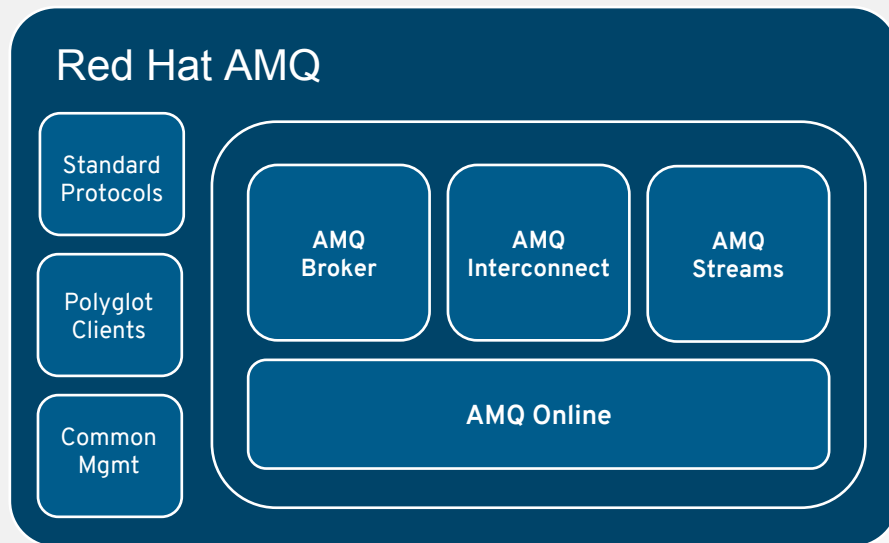 Red Hat AMQ
Standard
Protocols
Polyglot
Clients
Common
Mgmt
AMQ
Broker
AMQ
Interconnect
AMQ
Streams
AMQ Online